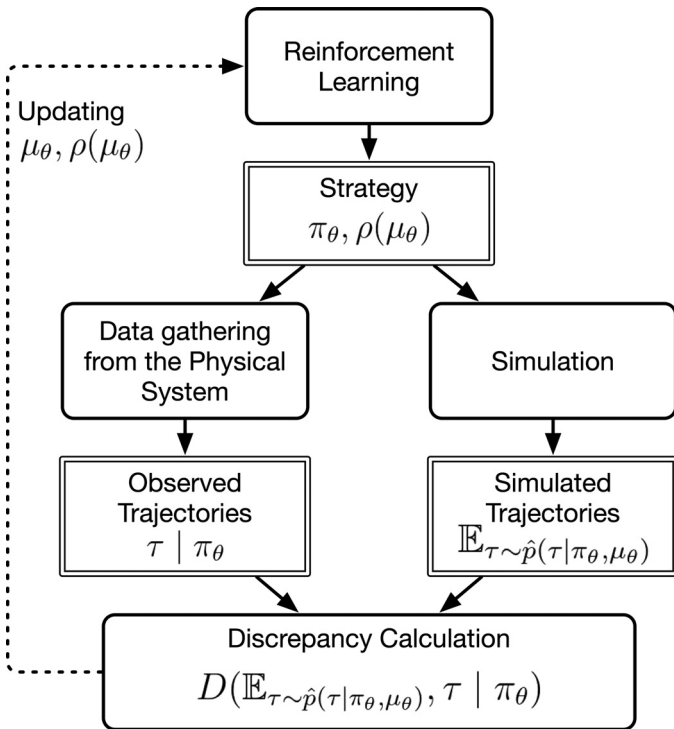 Reinforcement
Learning
Updating
μ_θ, ρ(μ_θ)
Strategy
π_θ, ρ(μ_θ)
Data gathering
from the Physical
System
Simulation
Observed
Trajectories
τ | π_θ
Simulated
Trajectories
𝔼_{τ∼p̂(τ|π_θ,μ_θ)}
Discrepancy Calculation
D(𝔼_{τ∼p̂(τ|π_θ,μ_θ)}, τ | π_θ)